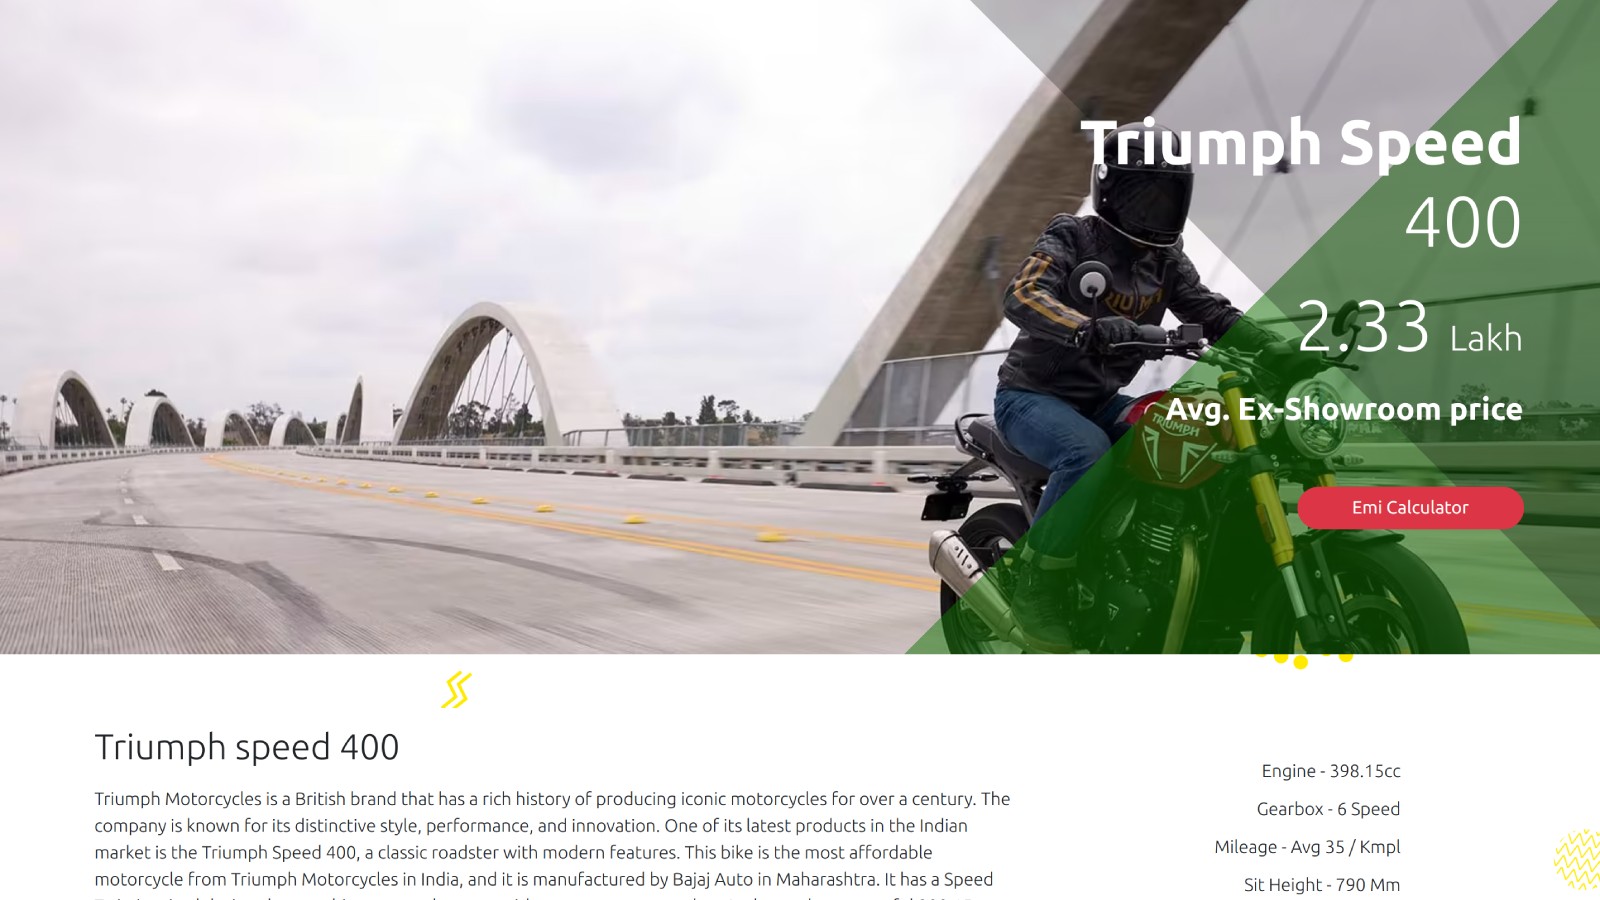 Triumph Speed
400
2.33 Lakh
Avg. Ex-Showroom price
TRIUMPH
Emi Calculator
Triumph speed 400
Triumph Motorcycles is a British brand that has a rich history of producing iconic motorcycles for over a century. The
company is known for its distinctive style, performance, and innovation. One of its latest products in the Indian
market is the Triumph Speed 400, a classic roadster with modern features. This bike is the most affordable
motorcycle from Triumph Motorcycles in India, and it is manufactured by Bajaj Auto in Maharashtra. It has a Speed
Engine - 398.15cc
Gearbox - 6 Speed
Mileage - Avg 35 / Kmpl
Sit Height - 790 Mm